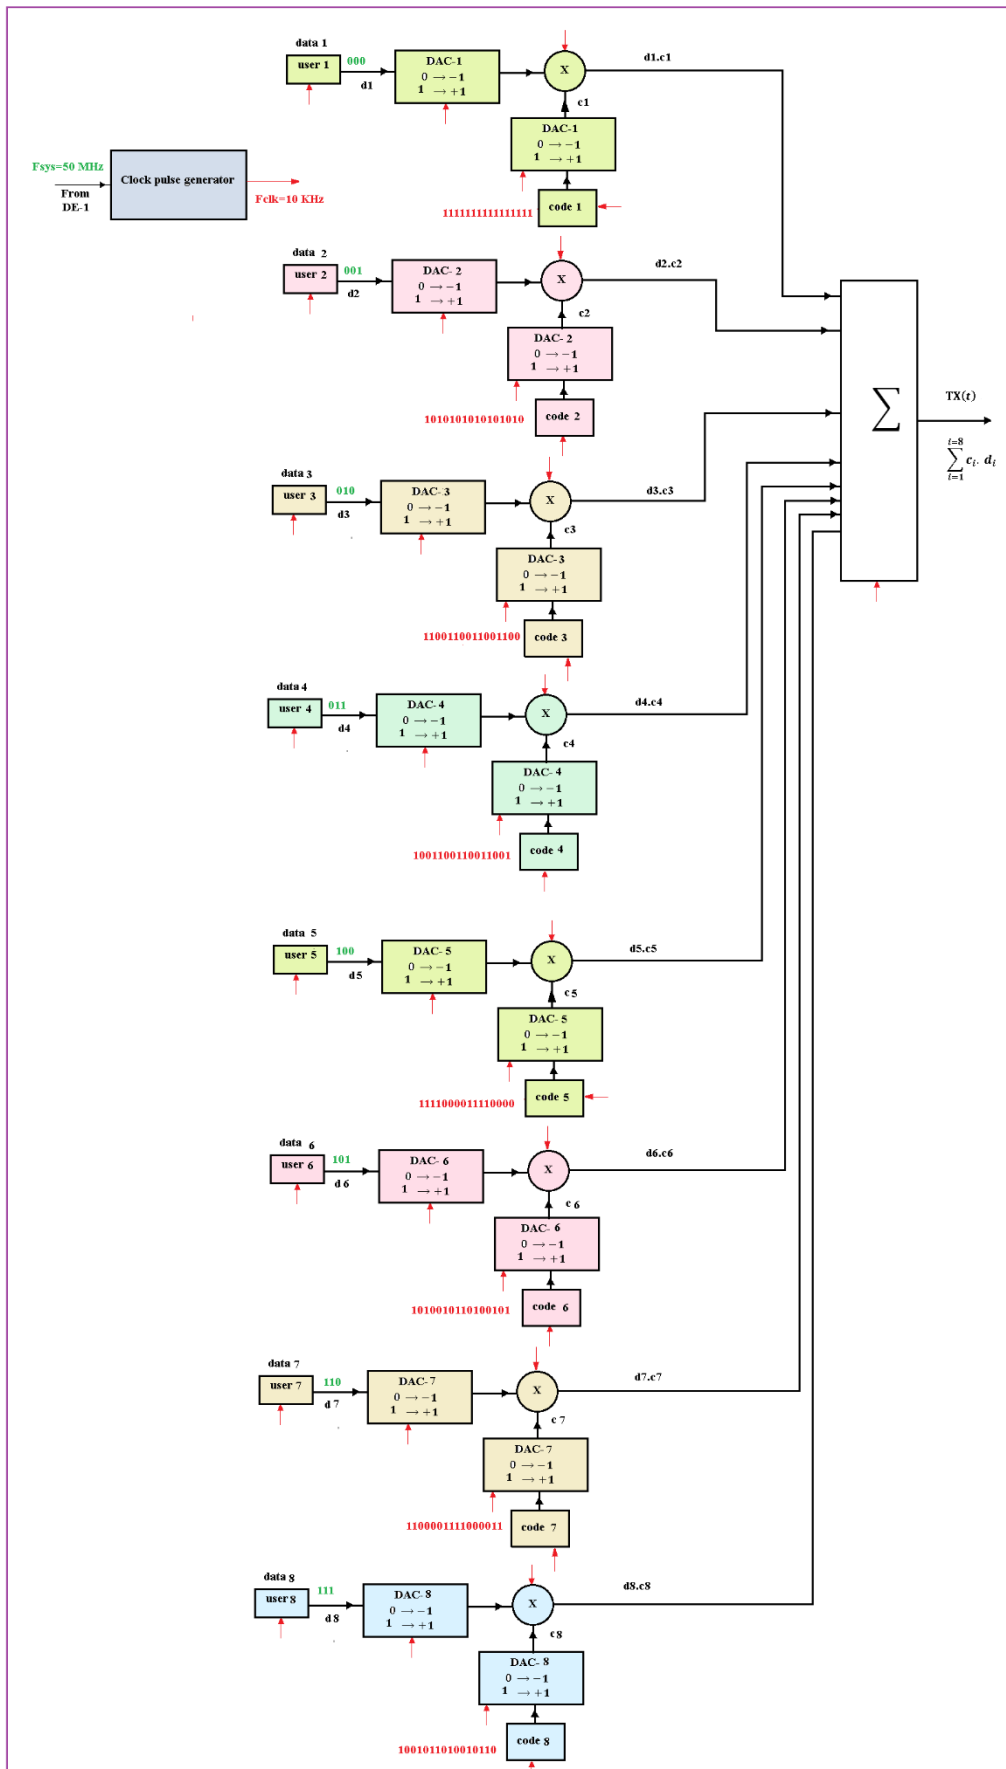 data 1
user 1
000
d1
DAC-1
0 → −1
1 → +1
X
d1.c1
c1
DAC-1
0 → −1
1 → +1
code 1
1111111111111111
Fsys=50 MHz
From
DE-1
Clock pulse generator
Fclk=10 KHz
data 2
user 2
001
d2
DAC- 2
0 → −1
1 → +1
X
d2.c2
c2
DAC- 2
0 → −1
1 → +1
code 2
1010101010101010
∑
TX(t)
i=8
∑ cᵢ. dᵢ
i=1
data 3
user 3
010
d3
DAC- 3
0 → −1
1 → +1
X
d3.c3
c3
DAC-3
0 → −1
1 → +1
code 3
1100110011001100
data 4
user 4
011
d4
DAC- 4
0 → −1
1 → +1
X
d4.c4
c4
DAC- 4
0 → −1
1 → +1
code 4
1001100110011001
data 5
user 5
100
d5
DAC- 5
0 → −1
1 → +1
X
d5.c5
c5
DAC- 5
0 → −1
1 → +1
code 5
1111000011110000
data 6
user 6
101
d 6
DAC- 6
0 → −1
1 → +1
X
d6.c6
c 6
DAC- 6
0 → −1
1 → +1
code 6
1010010110100101
data 7
user 7
110
d 7
DAC- 7
0 → −1
1 → +1
X
d7.c7
c 7
DAC- 7
0 → −1
1 → +1
code 7
1100001111000011
data 8
user 8
111
d 8
DAC- 8
0 → −1
1 → +1
X
d8.c8
c8
DAC- 8
0 → −1
1 → +1
code 8
1001011010010110